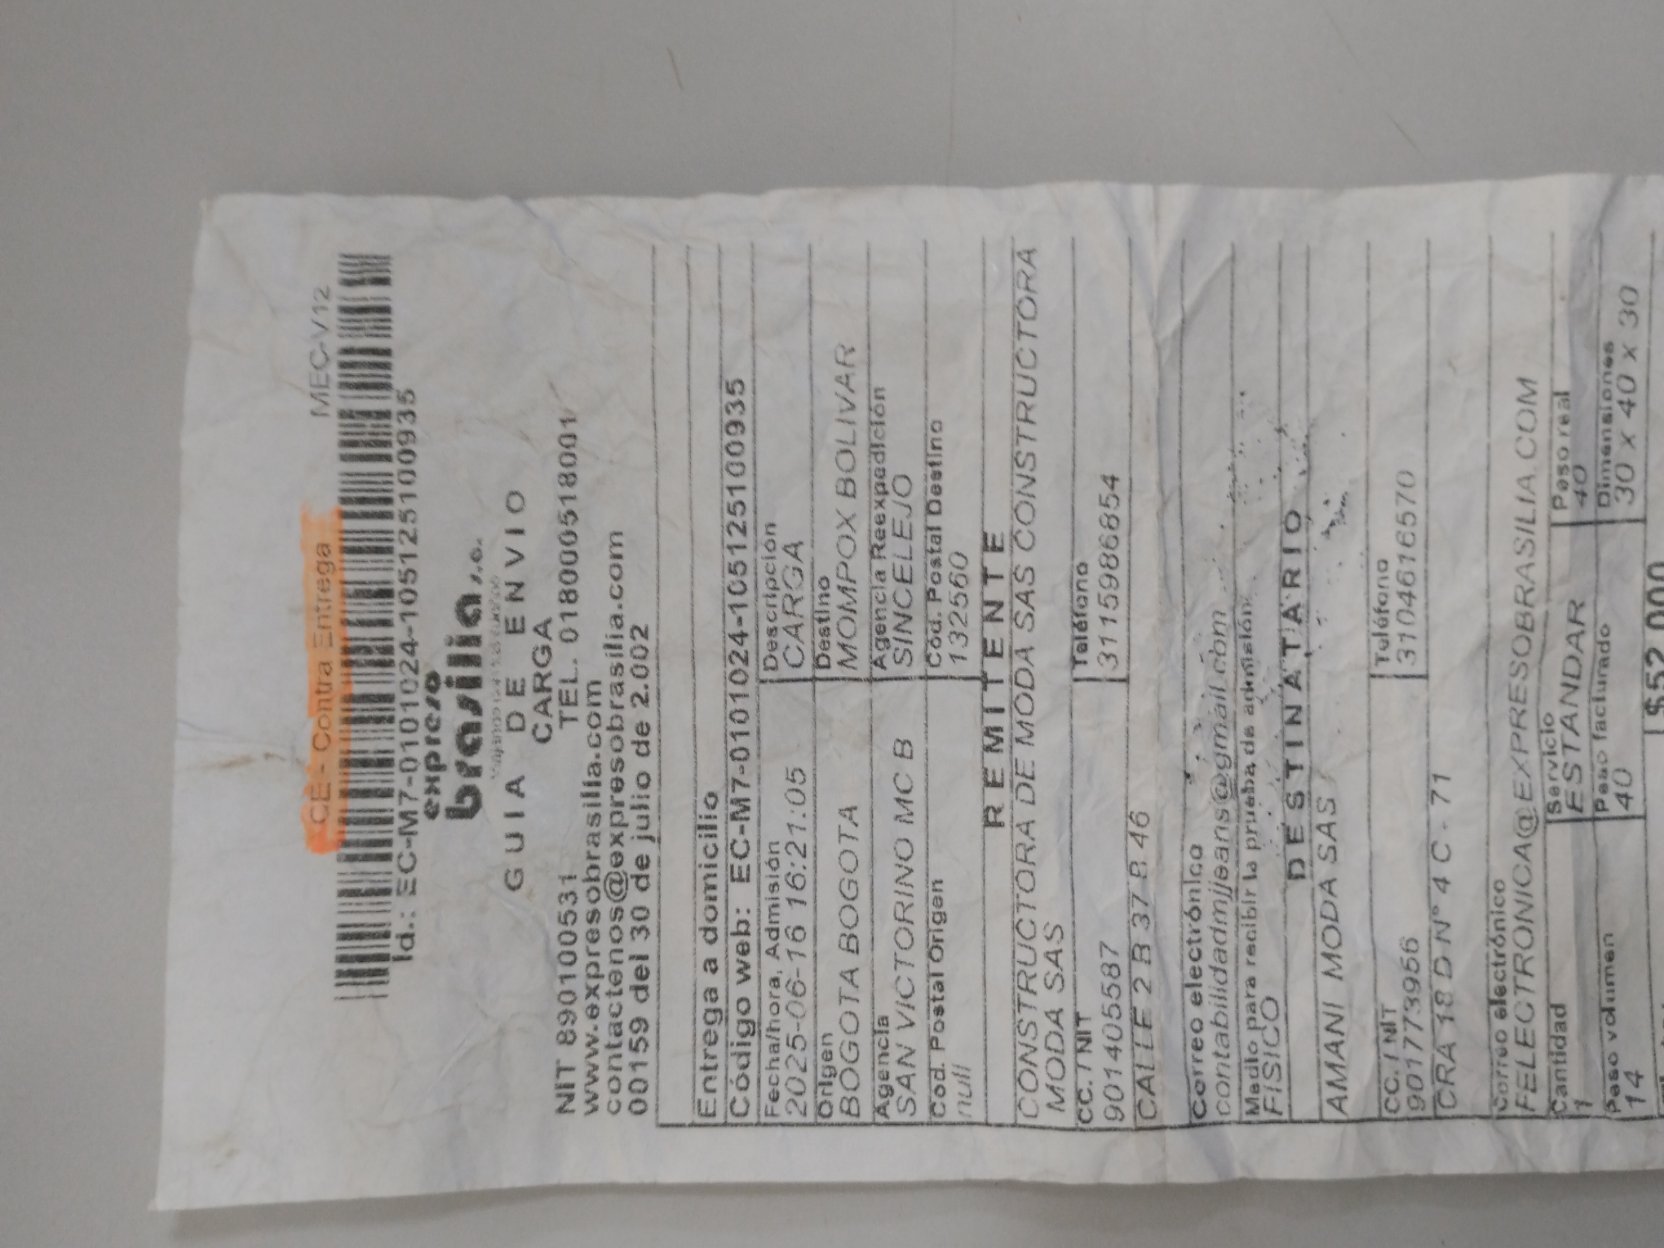 CE - Contra Entrega MEC-V12
Id.: EC-M7-0101024-1051251100935
expreso
brasilia s.a.
GUIA DE ENVIO
CARGA
NIT 890100531 TEL. 018000518001
www.expresobrasilia.com
contactenos@expresobrasilia.com
00159 del 30 de julio de 2.002
Entrega a domicilio
Código web: EC-M7-0101024-1051251100935
Fecha/hora, Admisión Descripción
2025-06-16 16:21:05 CARGA
Origen Destino
BOGOTA BOGOTA MOMPOX BOLIVAR
Agencia Agencia Reexpedición
SAN VICTORINO MC B SINCELEJO
Cod. Postal Origen Cód. Postal Destino
null 132560
REMITENTE
CONSTRUCTORA DE MODA SAS CONSTRUCTORA
MODA SAS
CC. / NIT Teléfono
901405587 3115986854
CALLE 2 B 37 B 46
Correo electrónico
contabilidadmjjeans@gmail.com
Medio para recibir la prueba de admisión
FISICO
DESTINATARIO
AMANI MODA SAS
CC. / NIT Teléfono
901773956 3104616570
CRA 18 D N° 4 C - 71
Correo electrónico
FELECTRONICA@EXPRESOBRASILIA.COM
Cantidad Servicio Peso real
1 ESTANDAR 40
Peso volumen Peso facturado Dimensiones
14 40 30 x 40 x 30
$52.000